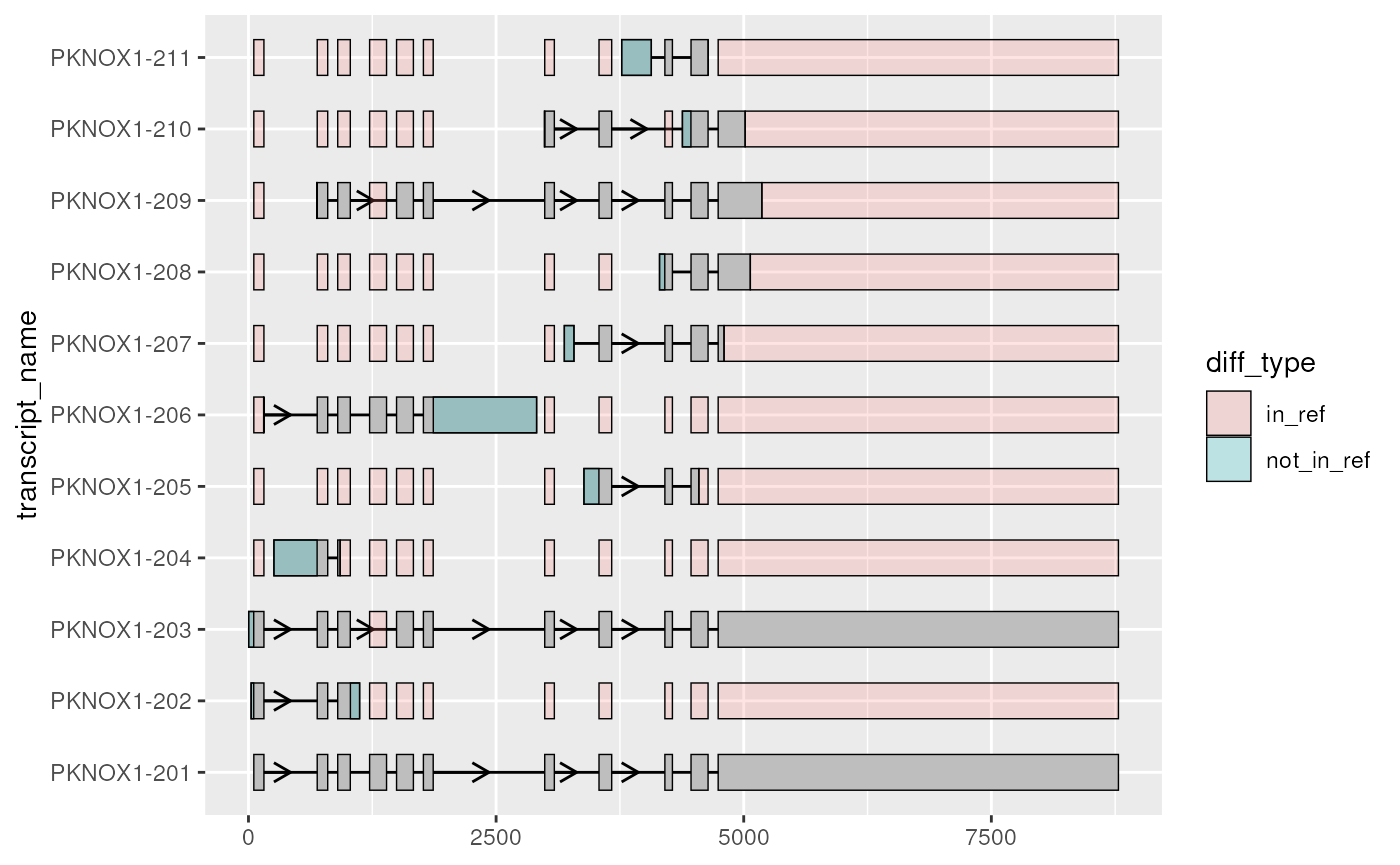 transcript_name
PKNOX1-211
PKNOX1-210
PKNOX1-209
PKNOX1-208
PKNOX1-207
PKNOX1-206
PKNOX1-205
PKNOX1-204
PKNOX1-203
PKNOX1-202
PKNOX1-201
0 2500 5000 7500
diff_type
in_ref
not_in_ref